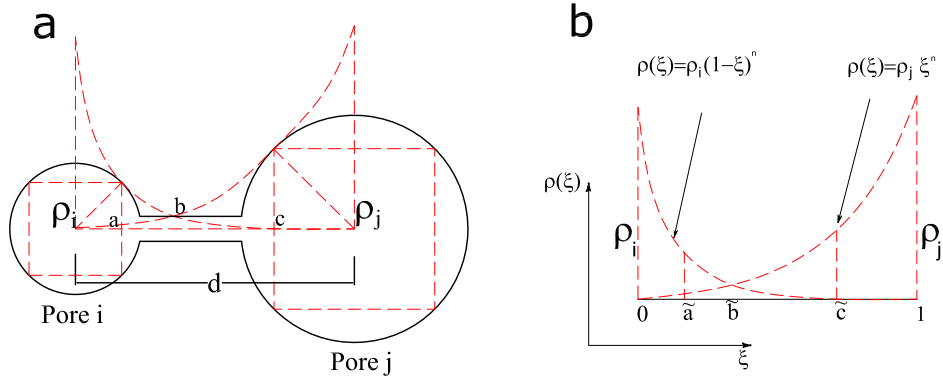 a
ρi
a
b
c
ρj
d
Pore i
Pore j
b
ρ(ξ)=ρi(1−ξ)ⁿ
ρ(ξ)=ρj ξⁿ
ρ(ξ)
ρi
ρj
0
ã
b̃
c̃
1
ξ